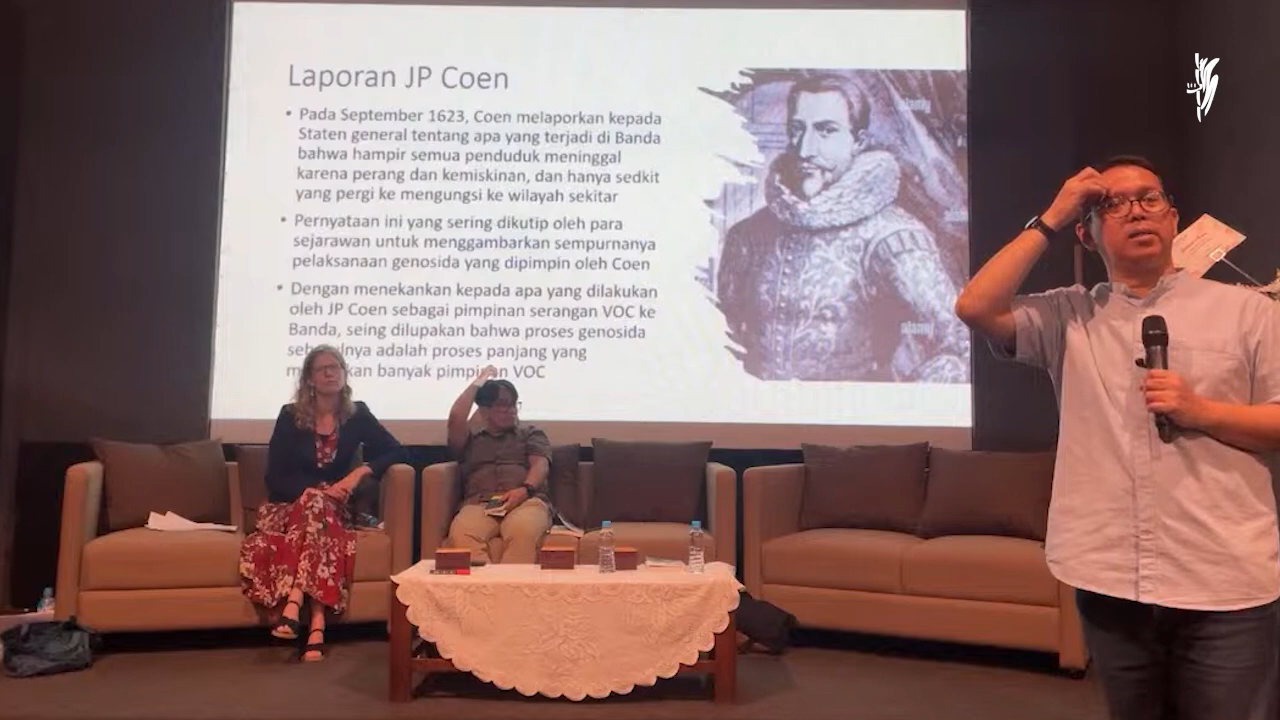 Laporan JP Coen
• Pada September 1623, Coen melaporkan kepada
Staten general tentang apa yang terjadi di Banda
bahwa hampir semua penduduk meninggal
karena perang dan kemiskinan, dan hanya sedkit
yang pergi ke mengungsi ke wilayah sekitar
• Pernyataan ini yang sering dikutip oleh para
sejarawan untuk menggambarkan sempurnanya
pelaksanaan genosida yang dipimpin oleh Coen
• Dengan menekankan kepada apa yang dilakukan
oleh JP Coen sebagai pimpinan serangan VOC ke
Banda, seing dilupakan bahwa proses genosida
adalah proses panjang yang
banyak VOC
alamy
alamy